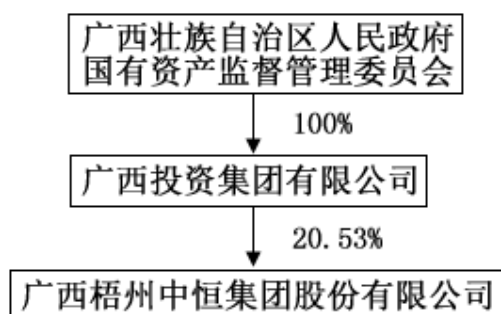 广西壮族自治区人民政府
国有资产监督管理委员会
100%
广西投资集团有限公司
20.53%
广西梧州中恒集团股份有限公司